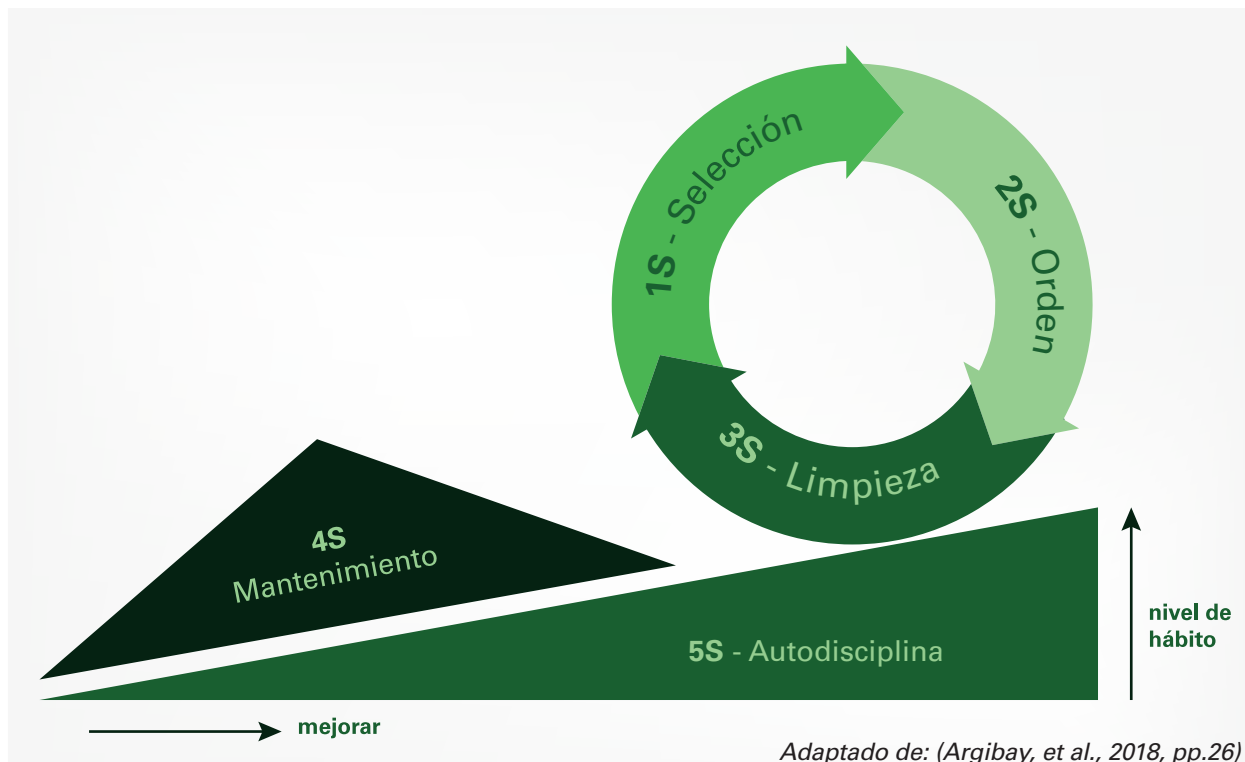 1S - Selección
2S - Orden
3S - Limpieza
4S
Mantenimiento
5S - Autodisciplina
nivel de
hábito
mejorar
Adaptado de: (Argibay, et al., 2018, pp.26)